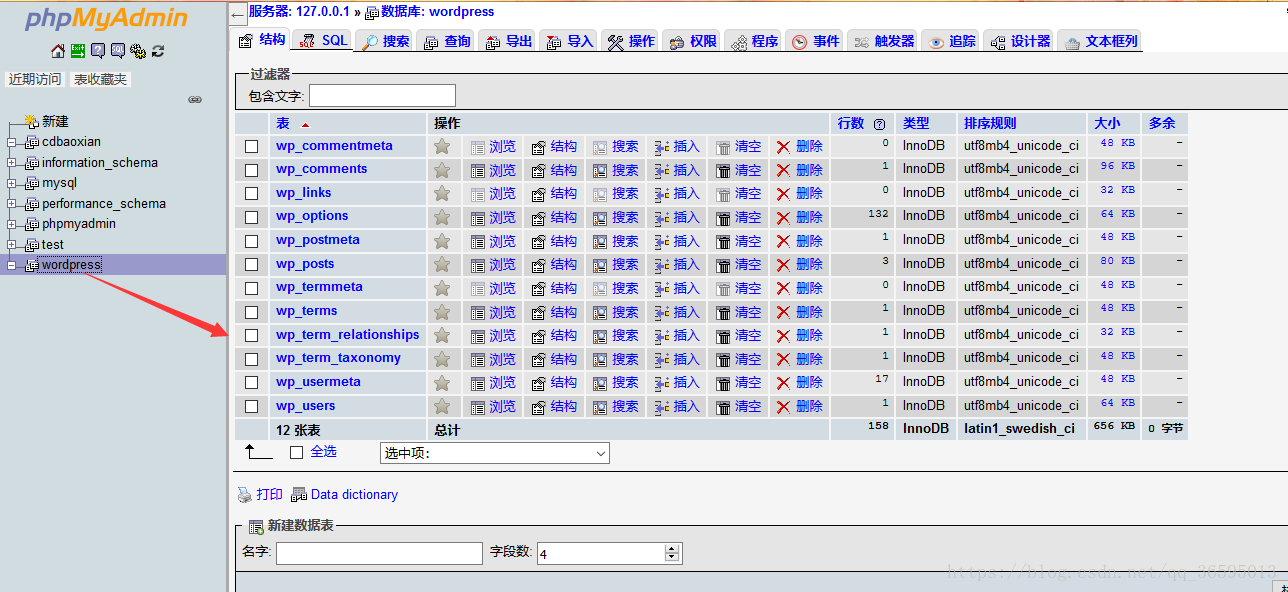 phpMyAdmin
近期访问 表收藏夹
新建
cdbaoxian
information_schema
mysql
performance_schema
phpmyadmin
test
wordpress
服务器: 127.0.0.1 » 数据库: wordpress
结构 SQL 搜索 查询 导出 导入 操作 权限 程序 事件 触发器 追踪 设计器 文本框列
过滤器
包含文字:
表 操作 行数 类型 排序规则 大小 多余
wp_commentmeta 浏览 结构 搜索 插入 清空 删除 0 InnoDB utf8mb4_unicode_ci 48 KB -
wp_comments 浏览 结构 搜索 插入 清空 删除 1 InnoDB utf8mb4_unicode_ci 96 KB -
wp_links 浏览 结构 搜索 插入 清空 删除 0 InnoDB utf8mb4_unicode_ci 32 KB -
wp_options 浏览 结构 搜索 插入 清空 删除 132 InnoDB utf8mb4_unicode_ci 64 KB -
wp_postmeta 浏览 结构 搜索 插入 清空 删除 1 InnoDB utf8mb4_unicode_ci 48 KB -
wp_posts 浏览 结构 搜索 插入 清空 删除 3 InnoDB utf8mb4_unicode_ci 80 KB -
wp_termmeta 浏览 结构 搜索 插入 清空 删除 0 InnoDB utf8mb4_unicode_ci 48 KB -
wp_terms 浏览 结构 搜索 插入 清空 删除 1 InnoDB utf8mb4_unicode_ci 48 KB -
wp_term_relationships 浏览 结构 搜索 插入 清空 删除 1 InnoDB utf8mb4_unicode_ci 32 KB -
wp_term_taxonomy 浏览 结构 搜索 插入 清空 删除 1 InnoDB utf8mb4_unicode_ci 48 KB -
wp_usermeta 浏览 结构 搜索 插入 清空 删除 17 InnoDB utf8mb4_unicode_ci 48 KB -
wp_users 浏览 结构 搜索 插入 清空 删除 1 InnoDB utf8mb4_unicode_ci 64 KB -
12 张表 总计 158 InnoDB latin1_swedish_ci 656 KB 0 字节
全选 选中项:
打印 Data dictionary
新建数据表
名字: 字段数: 4
https://blog.csdn.net/qq_36595013